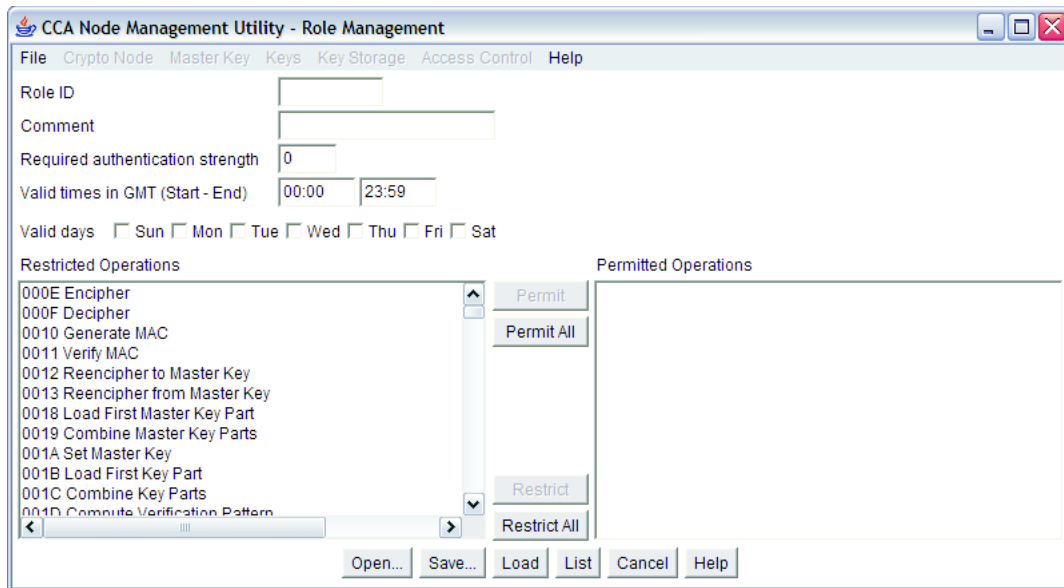 CCA Node Management Utility - Role Management
File Crypto Node Master Key Keys Key Storage Access Control Help
Role ID
Comment
Required authentication strength 0
Valid times in GMT (Start - End) 00:00 23:59
Valid days Sun Mon Tue Wed Thu Fri Sat
Restricted Operations Permitted Operations
000E Encipher
000F Decipher
0010 Generate MAC
0011 Verify MAC
0012 Reencipher to Master Key
0013 Reencipher from Master Key
0018 Load First Master Key Part
0019 Combine Master Key Parts
001A Set Master Key
001B Load First Key Part
001C Combine Key Parts
001D Compute Verification Pattern
Permit
Permit All
Restrict
Restrict All
Open... Save... Load List Cancel Help